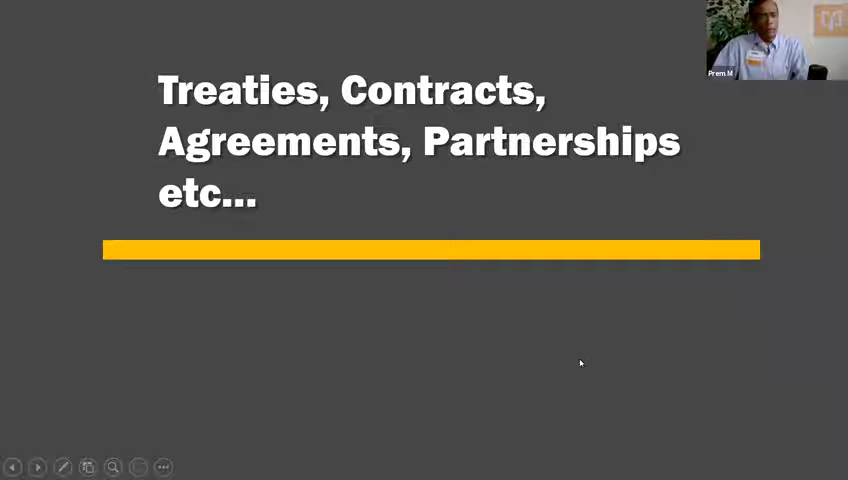 Treaties, Contracts,
Agreements, Partnerships
etc...
Prem M